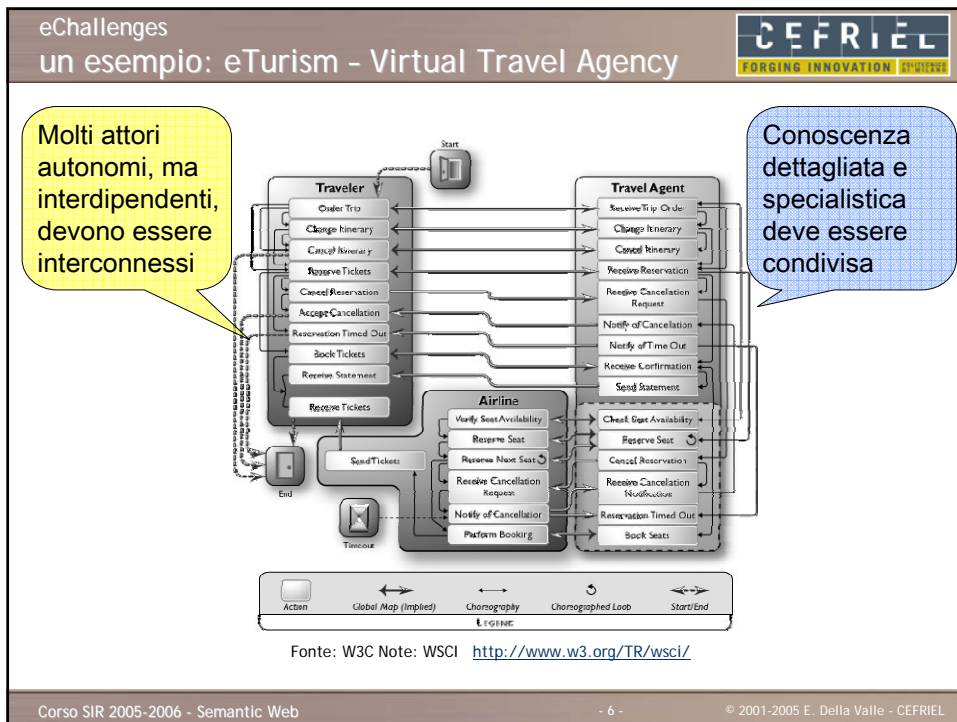 eChallenges
un esempio: eTurism - Virtual Travel Agency
CEFRIEL
FORGING INNOVATION POLITECNICO DI MILANO
Molti attori
autonomi, ma
interdipendenti,
devono essere
interconnessi
Conoscenza
dettagliata e
specialistica
deve essere
condivisa
Start
Traveler
Order Trip
Change Itinerary
Cancel Itinerary
Reserve Tickets
Cancel Reservation
Accept Cancellation
Reservation Timed Out
Book Tickets
Receive Statement
Receive Tickets
Travel Agent
Receive Trip Order
Change Itinerary
Cancel Itinerary
Receive Reservation
Receive Cancellation
Request
Notify of Cancellation
Notify of Time Out
Receive Confirmation
Send Statement
Check Seat Availability
Reserve Seat
Cancel Reservation
Receive Cancellation
Notification
Reservation Timed Out
Book Seats
Airline
Verify Seat Availability
Reserve Seat
Reserve Next Seat
Receive Cancellation
Request
Notify of Cancellation
Perform Booking
Send Tickets
End
Timeout
Action
Global Map (Implied)
Choreography
Choreographed Loop
Start/End
LEGEND
Fonte: W3C Note: WSCI http://www.w3.org/TR/wsci/
Corso SIR 2005-2006 - Semantic Web
- 6 -
© 2001-2005 E. Della Valle - CEFRIEL